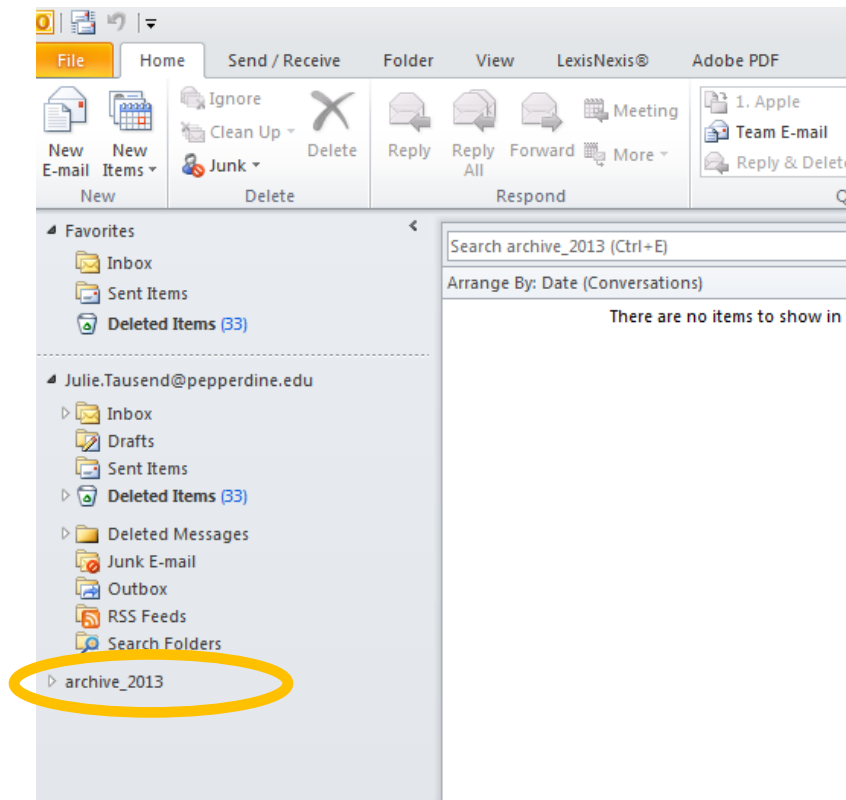 File Home Send / Receive Folder View LexisNexis® Adobe PDF
New E-mail
New Items
Ignore
Clean Up
Junk
Delete
Reply
Reply All
Forward
Meeting
More
1. Apple
Team E-mail
Reply & Delete
New Delete Respond Q
Favorites
Inbox
Sent Items
Deleted Items (33)
Julie.Tausend@pepperdine.edu
Inbox
Drafts
Sent Items
Deleted Items (33)
Deleted Messages
Junk E-mail
Outbox
RSS Feeds
Search Folders
archive_2013
Search archive_2013 (Ctrl+E)
Arrange By: Date (Conversations)
There are no items to show in